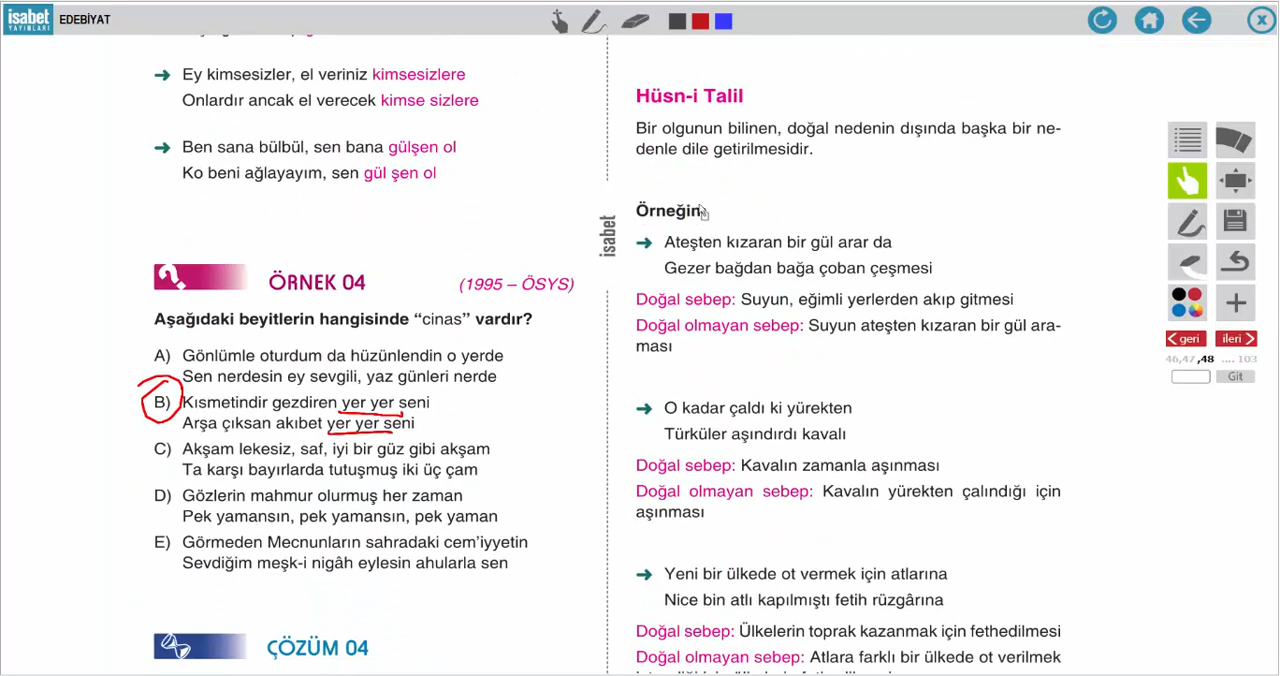 isabet
YAYINLARI
EDEBİYAT
Ey kimsesizler, el veriniz kimsesizlere
Onlardır ancak el verecek kimse sizlere
Ben sana bülbül, sen bana gülşen ol
Ko beni ağlayayım, sen gül şen ol
ÖRNEK 04
(1995 – ÖSYS)
Aşağıdaki beyitlerin hangisinde “cinas” vardır?
A) Gönlümle oturdum da hüzünlendin o yerde
Sen nerdesin ey sevgili, yaz günleri nerde
B) Kısmetindir gezdiren yer yer seni
Arşa çıksan akıbet yer yer seni
C) Akşam lekesiz, saf, iyi bir güz gibi akşam
Ta karşı bayırlarda tutuşmuş iki üç çam
D) Gözlerin mahmur olurmuş her zaman
Pek yamansın, pek yamansın, pek yaman
E) Görmeden Mecnunların sahradaki cem’iyyetin
Sevdiğim meşk-i nigâh eylesin ahularla sen
ÇÖZÜM 04
isabet
Hüsn-i Talil
Bir olgunun bilinen, doğal nedenin dışında başka bir ne-
denle dile getirilmesidir.
Örneğin
Ateşten kızaran bir gül arar da
Gezer bağdan bağa çoban çeşmesi
Doğal sebep: Suyun, eğimli yerlerden akıp gitmesi
Doğal olmayan sebep: Suyun ateşten kızaran bir gül ara-
ması
O kadar çaldı ki yürekten
Türküler aşındırdı kavalı
Doğal sebep: Kavalın zamanla aşınması
Doğal olmayan sebep: Kavalın yürekten çalındığı için
aşınması
Yeni bir ülkede ot vermek için atlarına
Nice bin atlı kapılmıştı fetih rüzgârına
Doğal sebep: Ülkelerin toprak kazanmak için fethedilmesi
Doğal olmayan sebep: Atlara farklı bir ülkede ot verilmek
geri
ileri
46,47,48 .... 103
Git